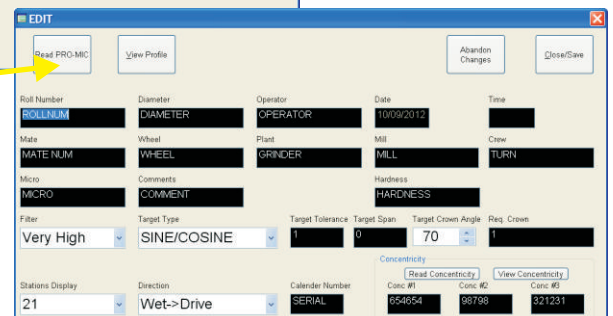 EDIT
Read PRO-MIC View Profile Abandon Changes Close/Save
Roll Number Diameter Operator Date Time
ROLLNUM DIAMETER OPERATOR 10/09/2012
Mate Wheel Plant Mill Crew
MATE NUM WHEEL GRINDER MILL TURN
Micro Comments Hardness
MICRO COMMENT HARDNESS
Filter Target Type Target Tolerance Target Span Target Crown Angle Req. Crown
Very High SINE/COSINE 1 0 70 1
Concentricity
Read Concentricity View Concentricity
Stations Display Direction Calender Number Conc #1 Conc #2 Conc #3
21 Wet->Drive SERIAL 654654 98798 321231